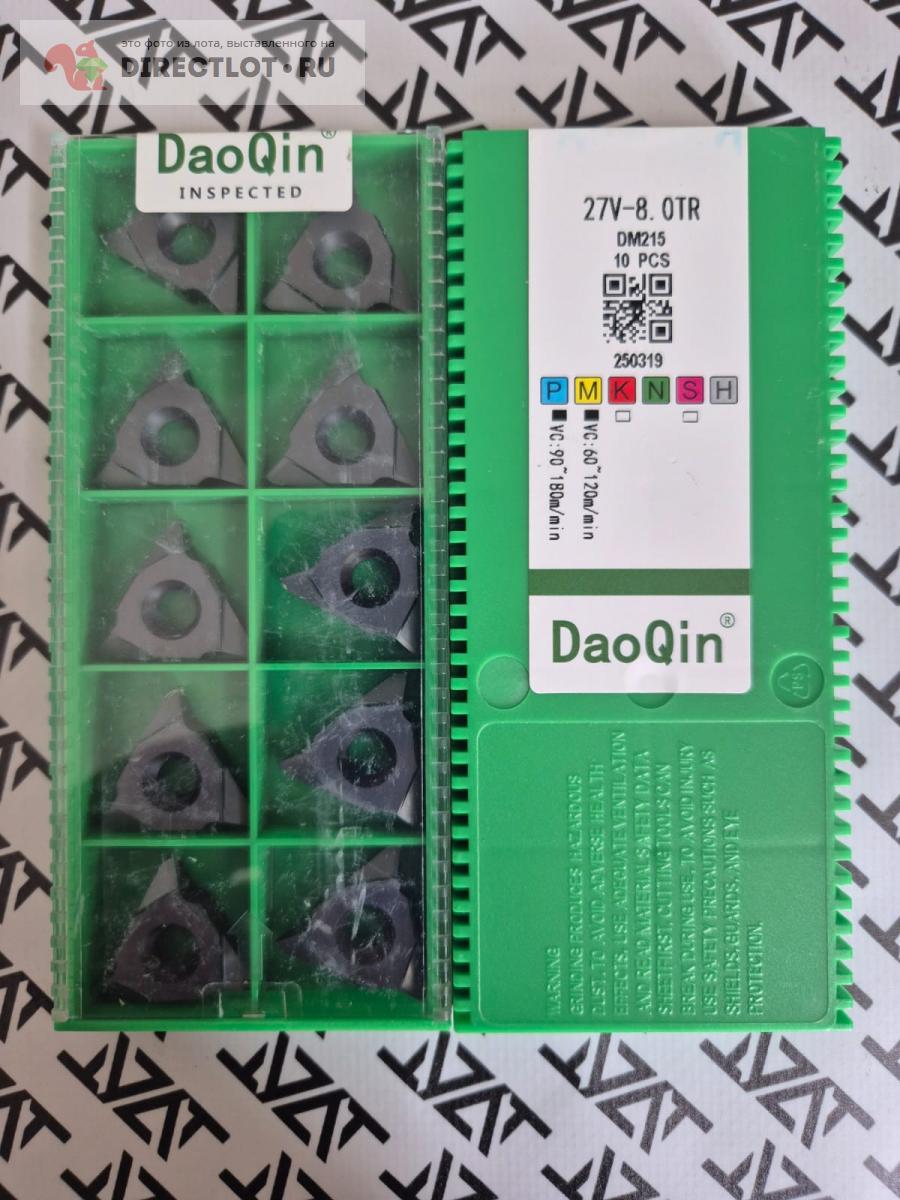 это фото из лота, выставленного на
DIRECTLOT.RU
DaoQin®
INSPECTED
27V-8.0TR
DM215
10 PCS
250319
P M K N S H
VC:90~180m/min
VC:60~120m/min
DaoQin®
PS
WARNING
GRINDING PRODUCES HAZARDOUS
DUST. TO AVOID ADVERSE HEALTH
EFFECTS. USE ADEQUATE VENTILATION
AND READ MATERIAL SAFETY DATA
SHEET FIRST. CUTTING TOOLS CAN
BREAK DURING USE. TO AVOID INJURY
USE SAFETY PRECAUTIONS SUCH AS
SHIELDS, GUARDS, AND EYE
PROTECTION.